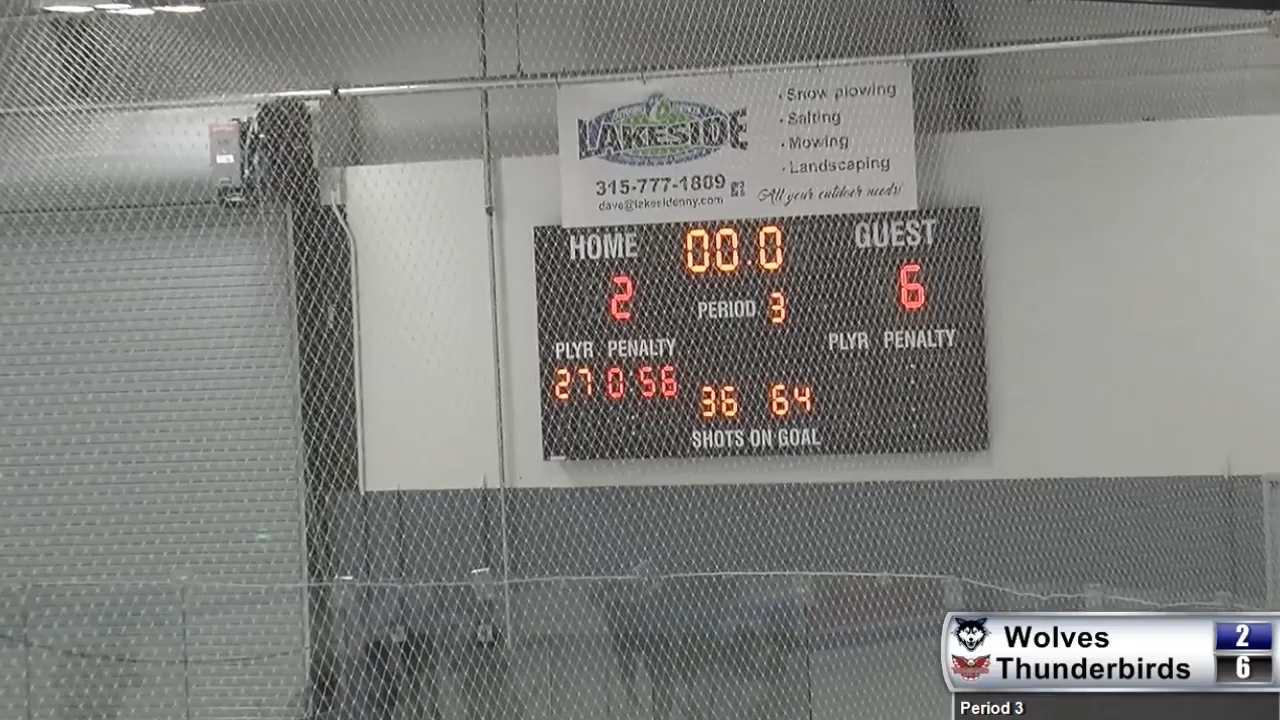 LAKESIDE
• Snow plowing
• Salting
• Mowing
• Landscaping
315-777-1809
dave@lakesidenny.com
All your outdoor needs!
HOME 00.0 GUEST
2 PERIOD 3 6
PLYR PENALTY PLYR PENALTY
27 0 56 36 64
SHOTS ON GOAL
Wolves 2
Thunderbirds 6
Period 3